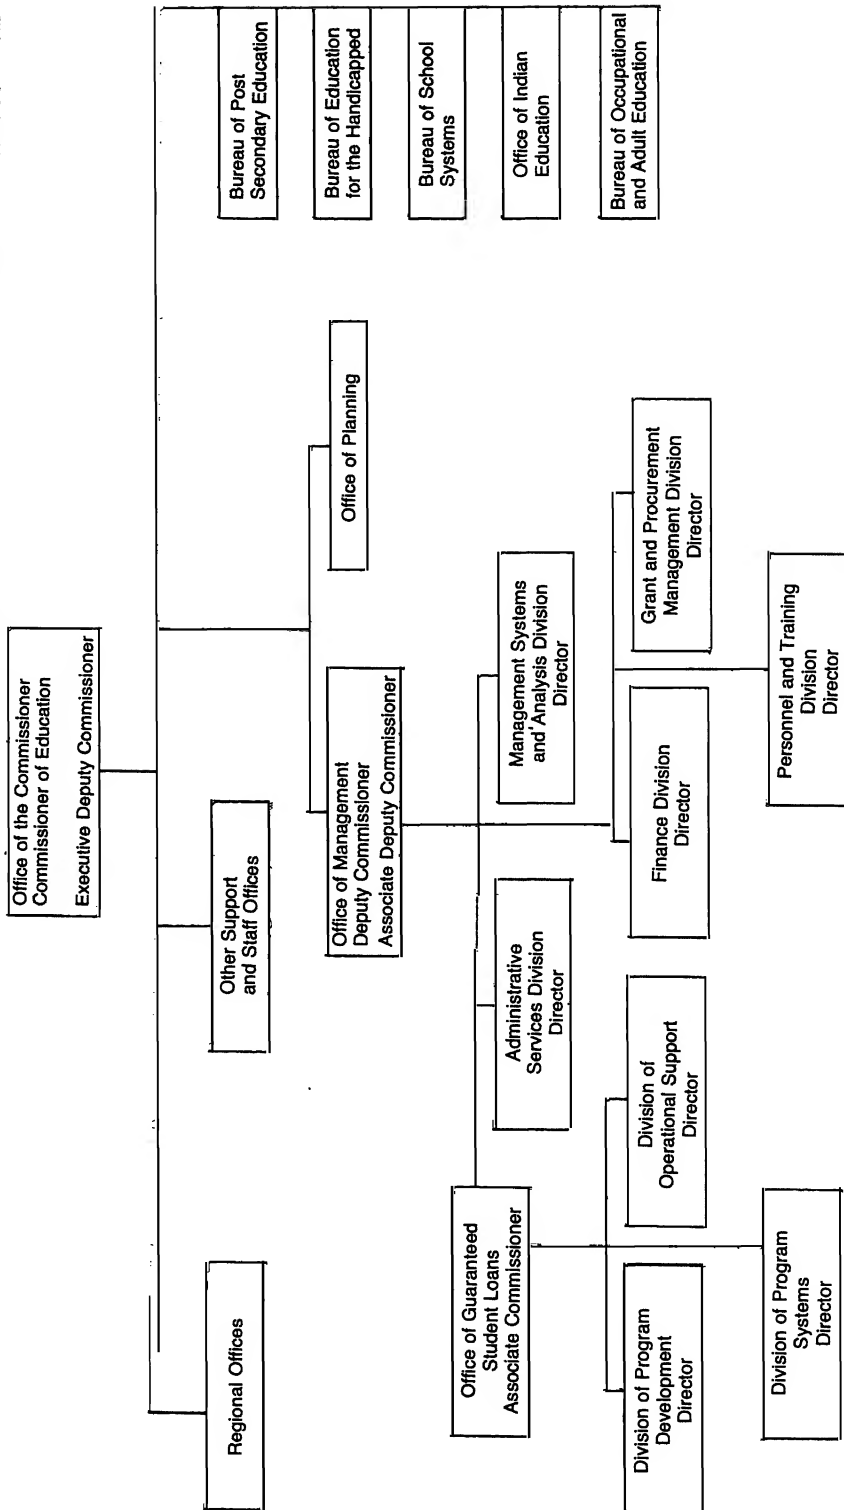 Office of the Commissioner
Commissioner of Education
Executive Deputy Commissioner
Regional Offices
Other Support
and Staff Offices
Bureau of Post
Secondary Education
Bureau of Education
for the Handicapped
Bureau of School
Systems
Office of Indian
Education
Bureau of Occupational
and Adult Education
Office of Management
Deputy Commissioner
Associate Deputy Commissioner
Office of Planning
Office of Guaranteed
Student Loans
Associate Commissioner
Administrative
Services Division
Director
Management Systems
and Analysis Division
Director
Division of Program
Development
Director
Division of
Operational Support
Director
Finance Division
Director
Grant and Procurement
Management Division
Director
Division of Program
Systems
Director
Personnel and Training
Division
Director